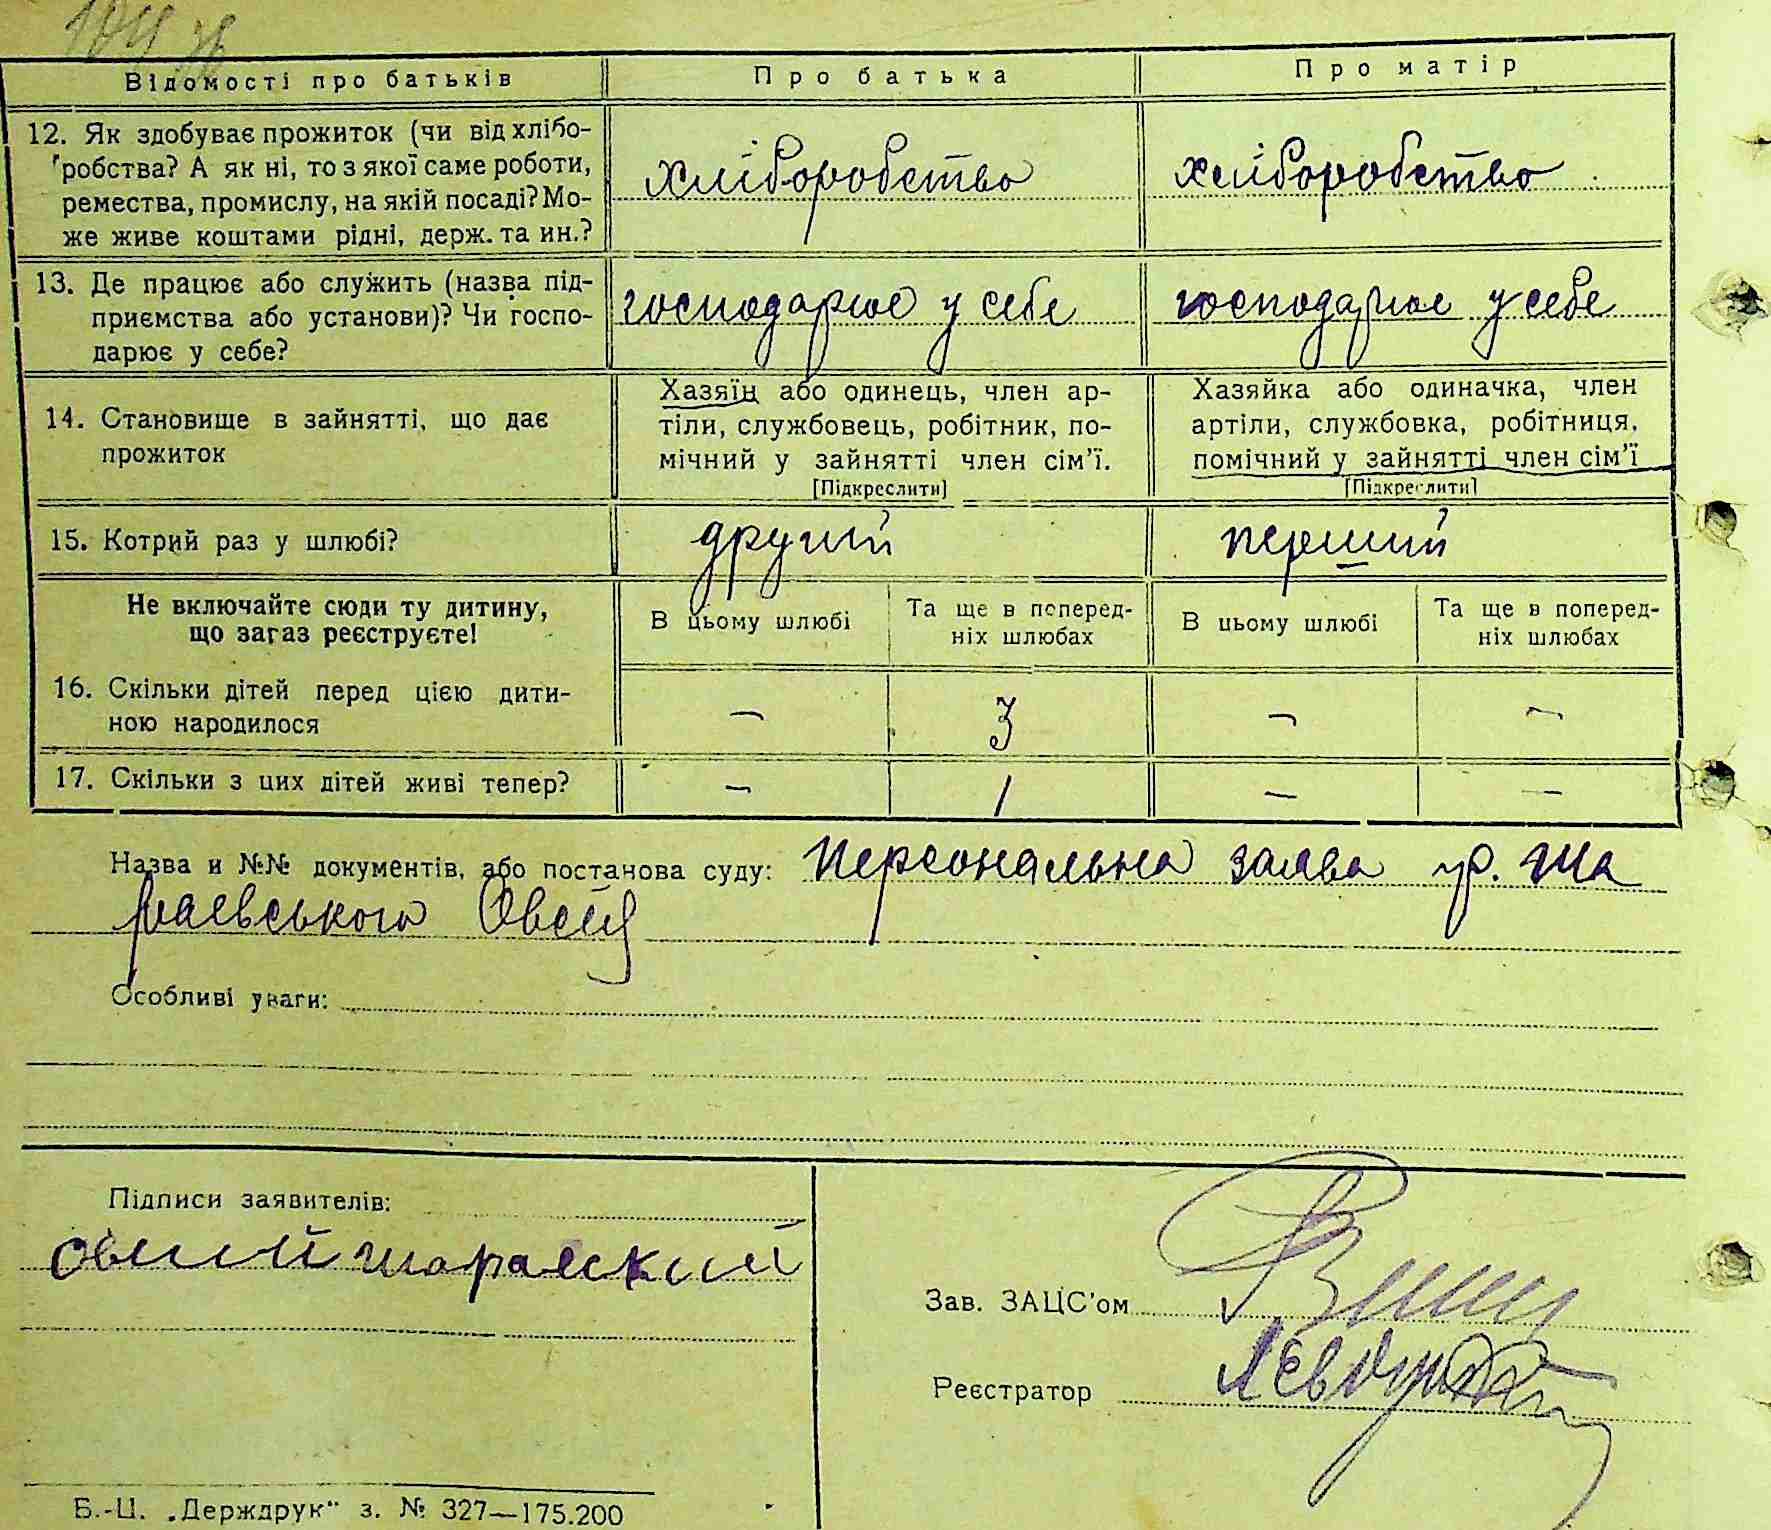 Відомості про батьків
Про батька
Про матір
12. Як здобуває прожиток (чи від хлібо-
робства? А як ні, то з якої саме роботи,
ремества, промислу, на якій посаді? Мо-
же живе коштами рідні, держ. та ин.?
хліборобство
хліборобство
13. Де працює або служить (назва під-
приємства або установи)? Чи госпо-
дарює у себе?
господарює у себе
господарює у себе
14. Становище в зайнятті, що дає
прожиток
Хазяїн або одинець, член ар-
тіли, службовець, робітник, по-
мічний у зайнятті член сім'ї.
[Підкреслити]
Хазяйка або одиначка, член
артіли, службовка, робітниця,
помічний у зайнятті член сім'ї
[Підкреслити]
15. Котрий раз у шлюбі?
другий
перший
Не включайте сюди ту дитину,
що загаз реєструєте!
В цьому шлюбі
Та ще в поперед-
ніх шлюбах
В цьому шлюбі
Та ще в поперед-
ніх шлюбах
16. Скільки дітей перед цією дити-
ною народилося
—
3
—
—
17. Скільки з цих дітей живі тепер?
—
1
—
—
Назва и №№ документів, або постанова суду: персональна заява гр. Ша
раєвського Овсія
Особливі уваги:
Підписи заявителів:
Овсий шораеский
Зав. ЗАЦС'ом
Реєстратор
Б.-Ц. „Держдрук" з. № 327—175.200